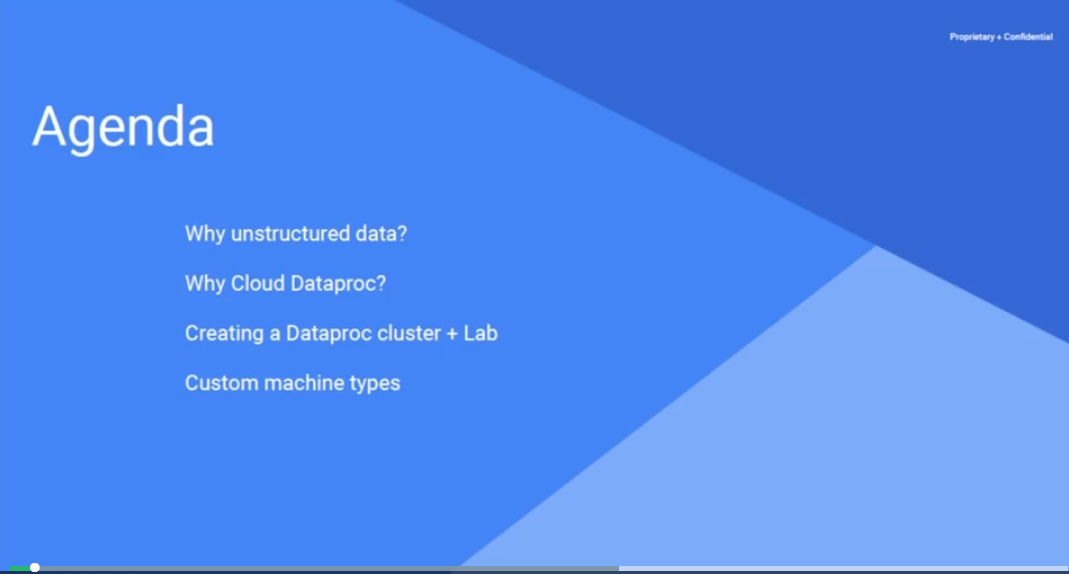 Proprietary + Confidential
Agenda
Why unstructured data?
Why Cloud Dataproc?
Creating a Dataproc cluster + Lab
Custom machine types